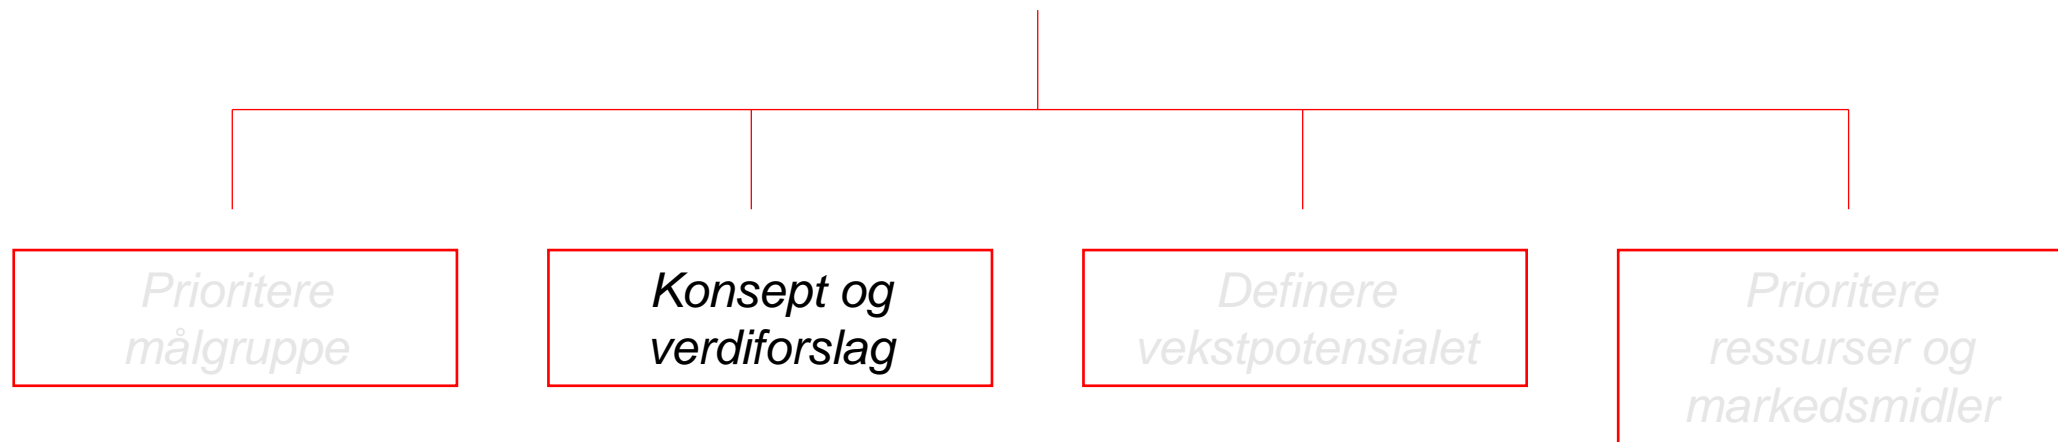 Prioritere
målgruppe
Konsept og
verdiforslag
Definere
vekstpotensialet
Prioritere
ressurser og
markedsmidler